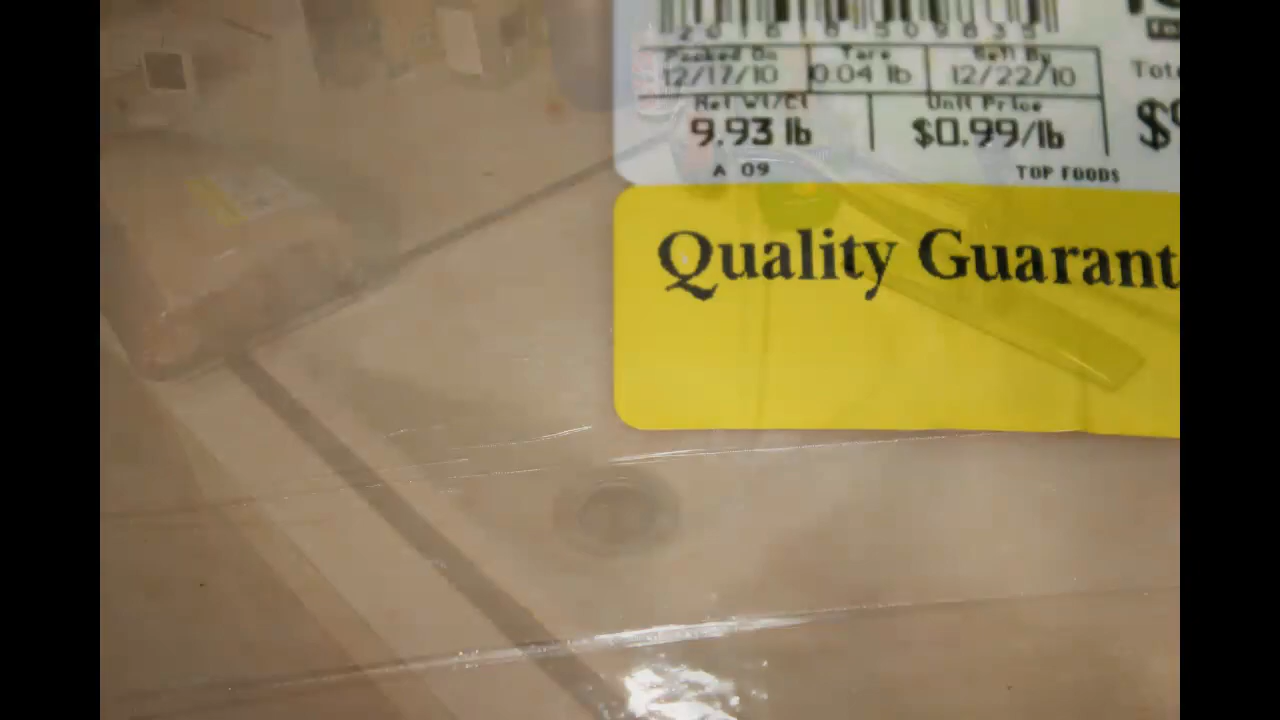 Packed On Tare Sell By
12/17/10 0.04 lb 12/22/10
Net Wt/Ct Unit Price
9.93 lb $0.99/lb
A 09 TOP FOODS
Quality Guarant